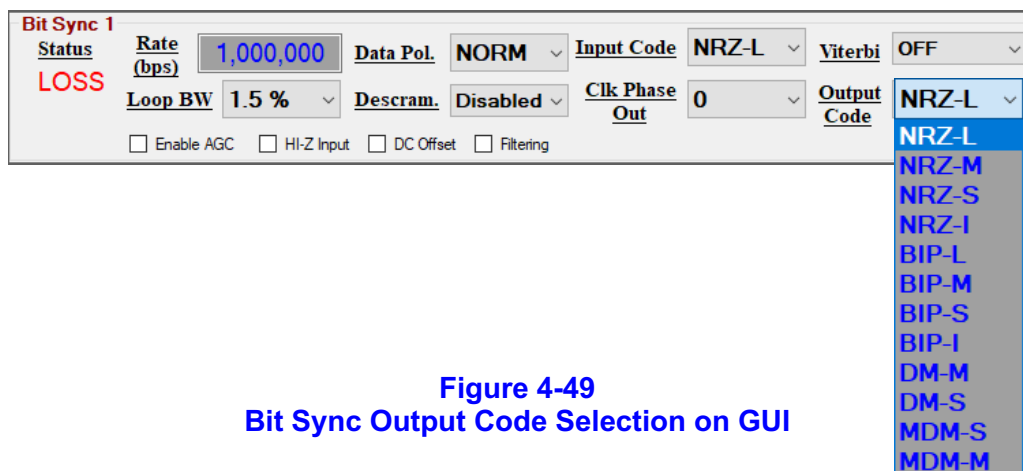 Bit Sync 1
Status
LOSS
Rate
(bps)
1,000,000
Data Pol.
NORM
Input Code
NRZ-L
Viterbi
OFF
Loop BW
1.5 %
Descram.
Disabled
Clk Phase
Out
0
Output
Code
NRZ-L
Enable AGC
HI-Z Input
DC Offset
Filtering
NRZ-L
NRZ-M
NRZ-S
NRZ-I
BIP-L
BIP-M
BIP-S
BIP-I
DM-M
DM-S
MDM-S
MDM-M
Figure 4-49
Bit Sync Output Code Selection on GUI